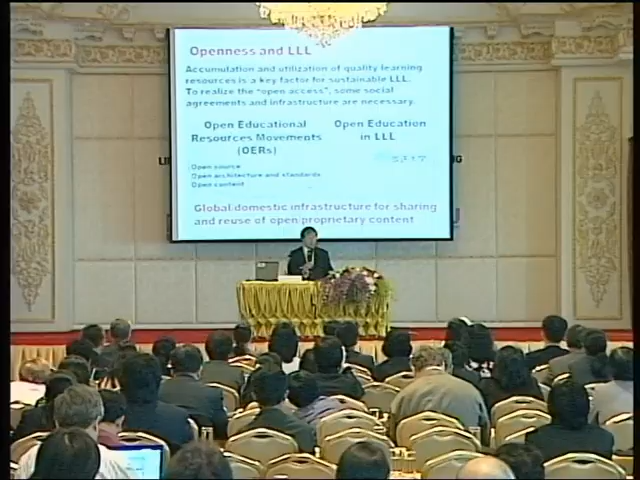 Openness and LLL
Accumulation and utilization of quality learning
resources is a key factor for sustainable LLL.
To realize the "open access", some social
agreements and infrastructure are necessary.
Open Educational
Resources Movements
(OERs)
Open Education
in LLL
Open source
Open architecture and standards
Open content
Global/domestic infrastructure for sharing
and reuse of open/proprietary content